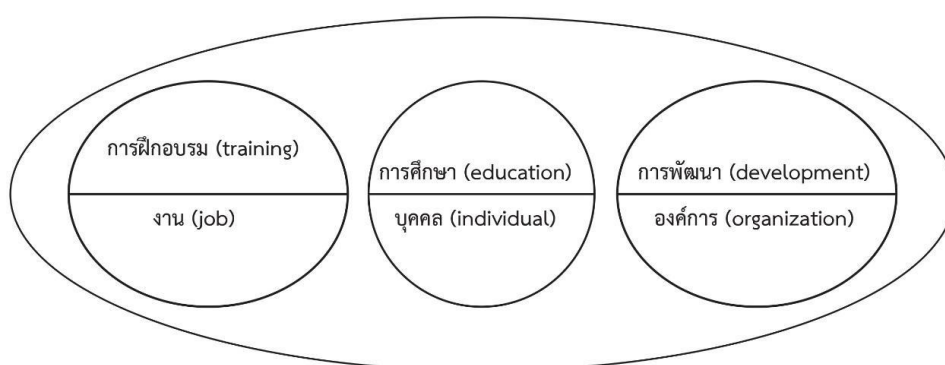 การฝึกอบรม (training)
งาน (job)
การศึกษา (education)
บุคคล (individual)
การพัฒนา (development)
องค์การ (organization)